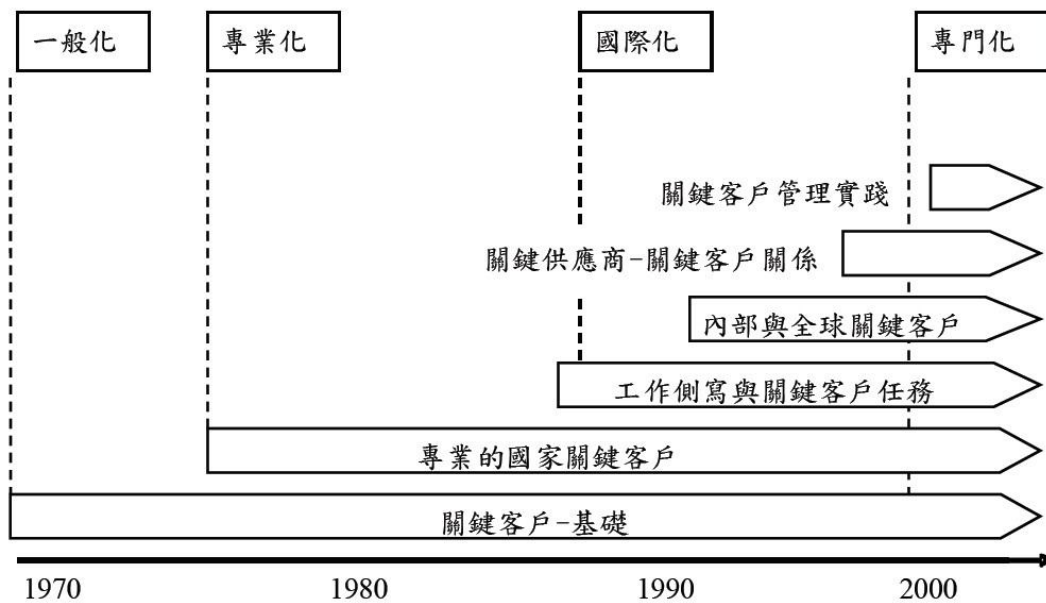 一般化
專業化
國際化
專門化
關鍵客戶管理實踐
關鍵供應商-關鍵客戶關係
內部與全球關鍵客戶
工作側寫與關鍵客戶任務
專業的國家關鍵客戶
關鍵客戶-基礎
1970
1980
1990
2000